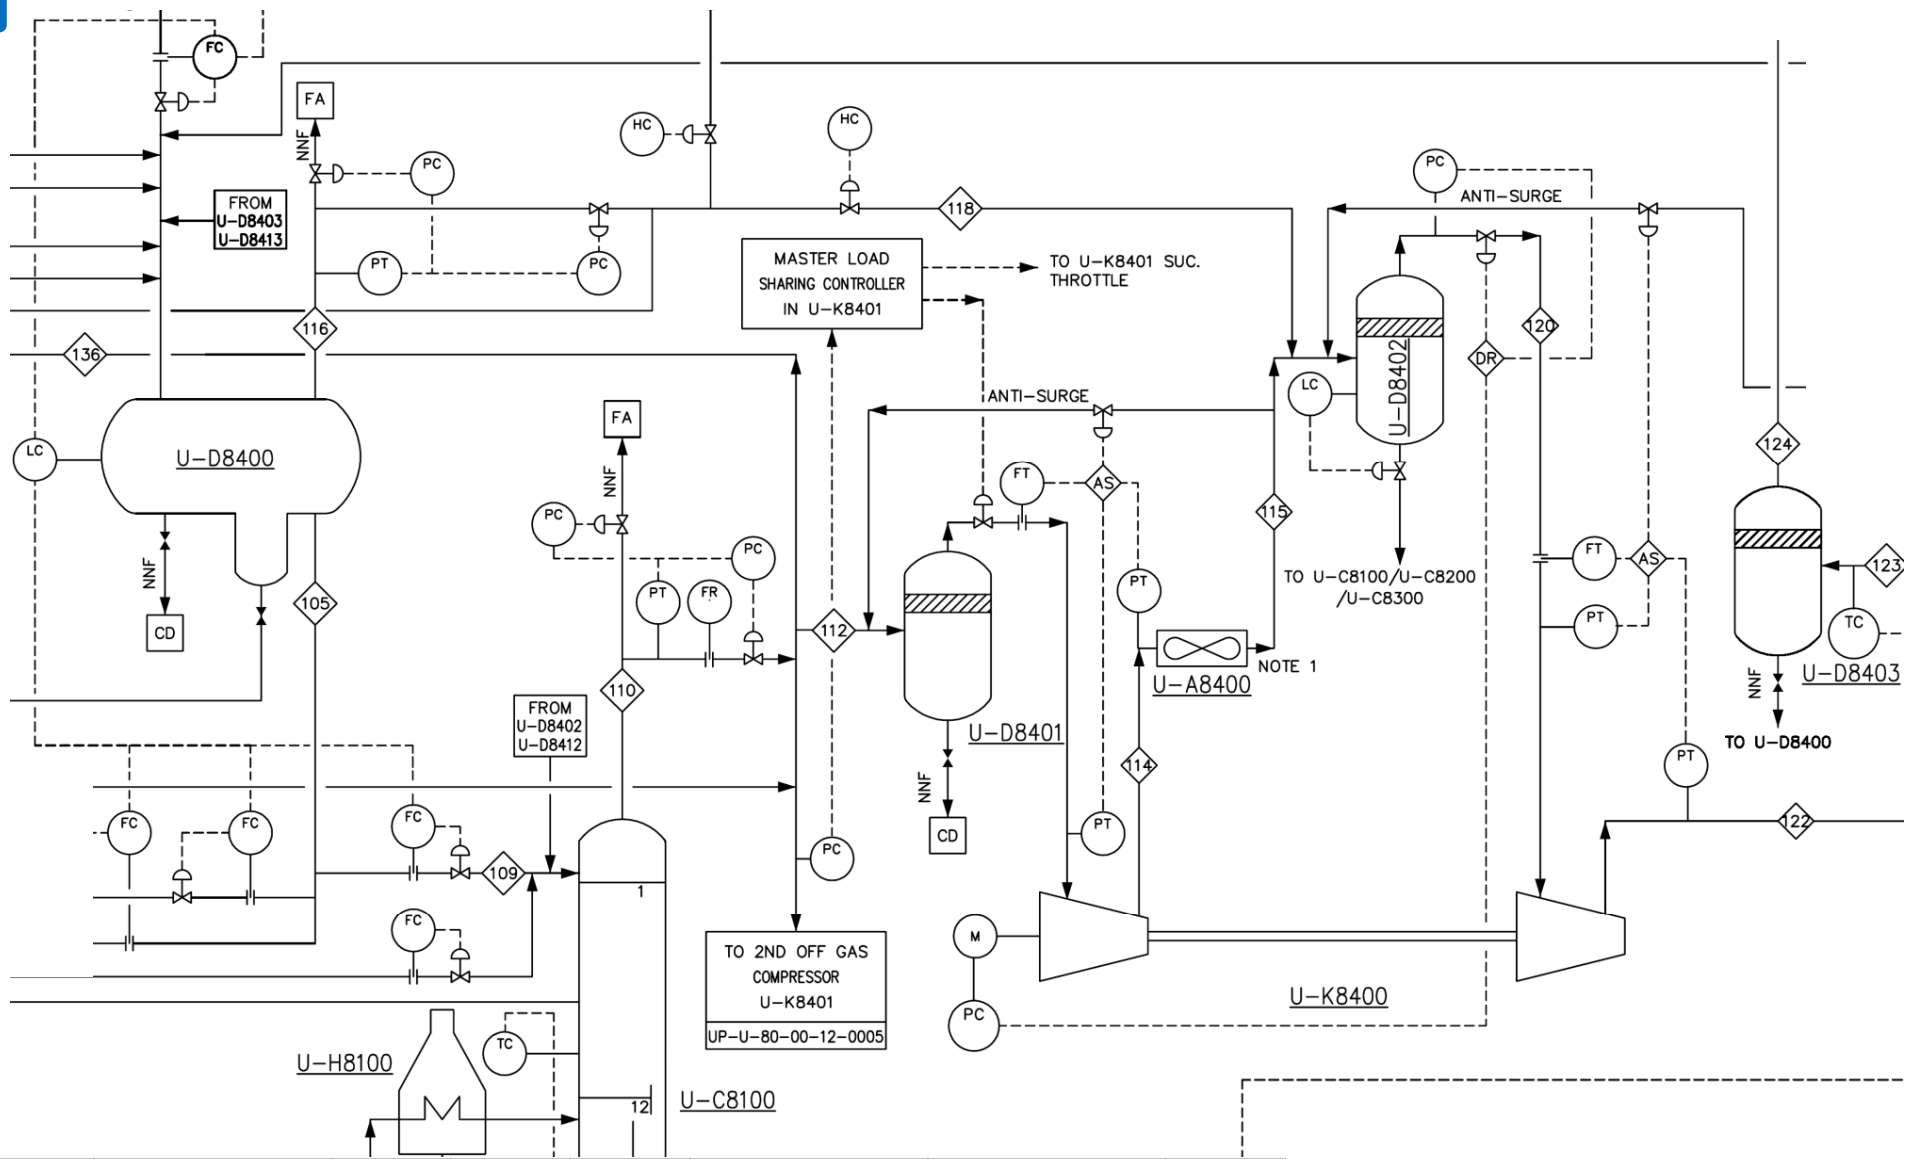 FC
FA
NNF
PC
HC
HC
PC
ANTI-SURGE
118
FROM
U-D8403
U-D8413
PT
PC
MASTER LOAD
SHARING CONTROLLER
IN U-K8401
TO U-K8401 SUC.
THROTTLE
116
120
136
DR
U-D8402
LC
ANTI-SURGE
FA
LC
U-D8400
124
NNF
FT
AS
115
PC
PC
NNF
105
PT
FR
PT
TO U-C8100/U-C8200
/U-C8300
FT
AS
123
CD
112
PT
TC
NOTE 1
U-A8400
U-D8403
NNF
110
FROM
U-D8402
U-D8412
U-D8401
TO U-D8400
114
PT
NNF
122
FC
FC
FC
CD
PT
PC
109
1
FC
TO 2ND OFF GAS
COMPRESSOR
U-K8401
UP-U-80-00-12-0005
M
U-K8400
PC
TC
U-H8100
U-C8100
12